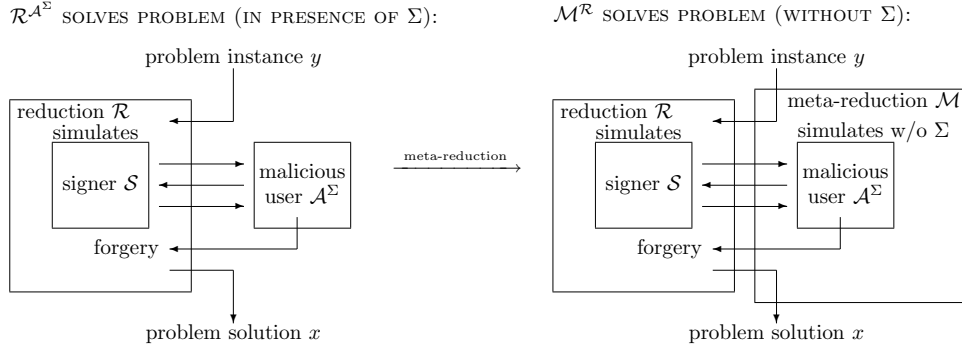 𝓡^𝓐^Σ SOLVES PROBLEM (IN PRESENCE OF Σ):
problem instance y
reduction 𝓡
simulates
signer 𝓢
malicious
user 𝓐^Σ
forgery
problem solution x
meta-reduction
𝓜^𝓡 SOLVES PROBLEM (WITHOUT Σ):
problem instance y
reduction 𝓡
simulates
signer 𝓢
meta-reduction 𝓜
simulates w/o Σ
malicious
user 𝓐^Σ
forgery
problem solution x